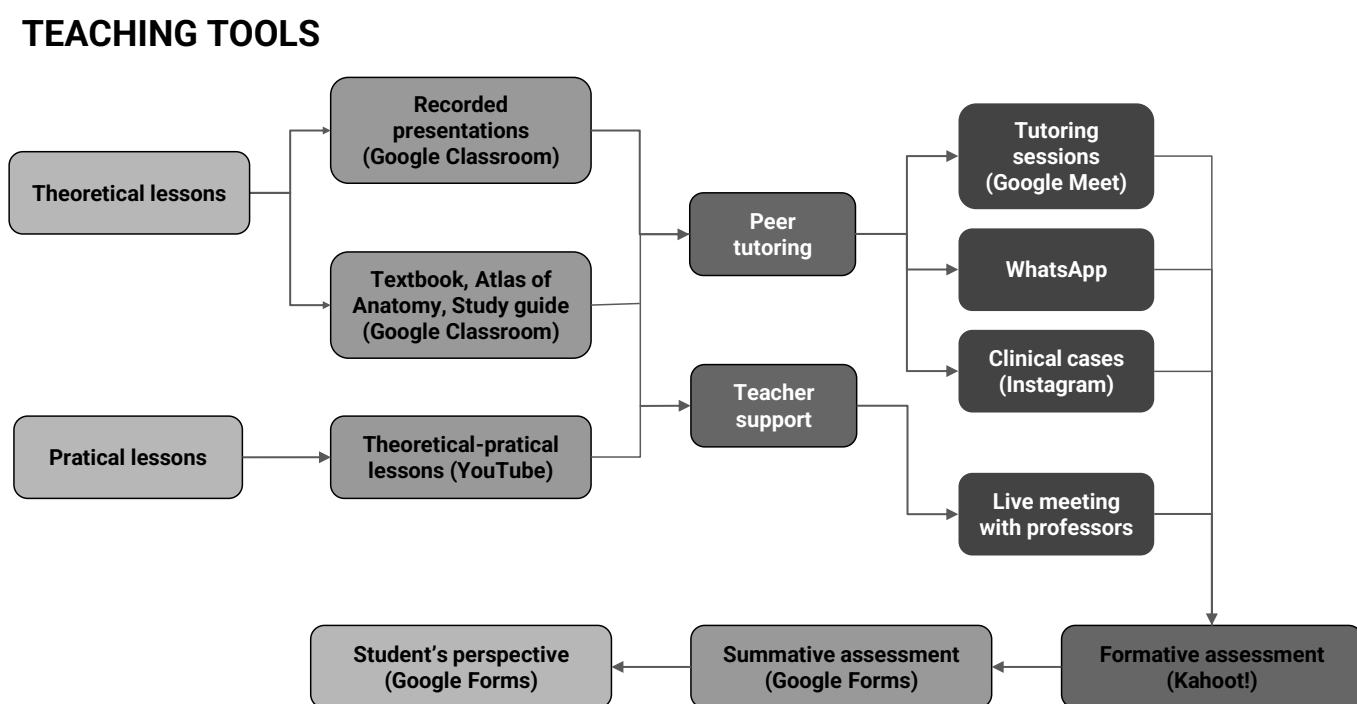 TEACHING TOOLS
Theoretical lessons
Recorded
presentations
(Google Classroom)
Textbook, Atlas of
Anatomy, Study guide
(Google Classroom)
Pratical lessons
Theoretical-pratical
lessons (YouTube)
Peer
tutoring
Teacher
support
Tutoring
sessions
(Google Meet)
WhatsApp
Clinical cases
(Instagram)
Live meeting
with professors
Formative assessment
(Kahoot!)
Summative assessment
(Google Forms)
Student’s perspective
(Google Forms)